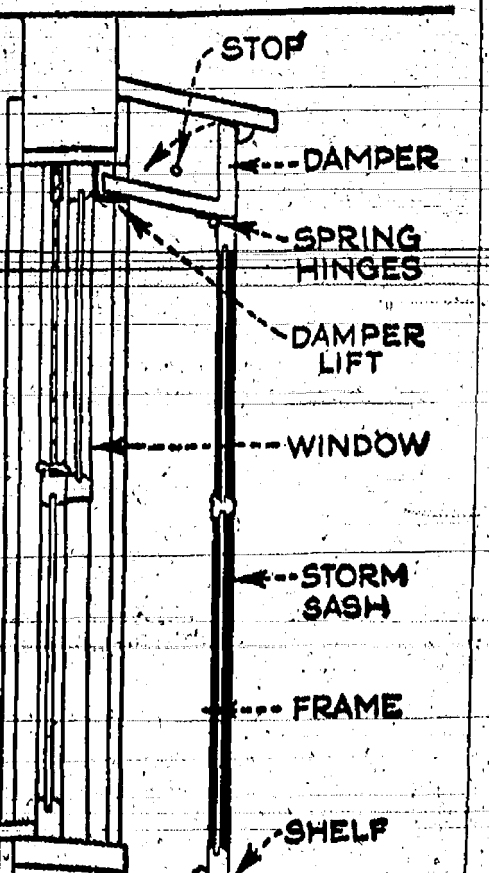 STOP
DAMPER
SPRING
HINGES
DAMPER
LIFT
WINDOW
STORM
SASH
FRAME
SHELF